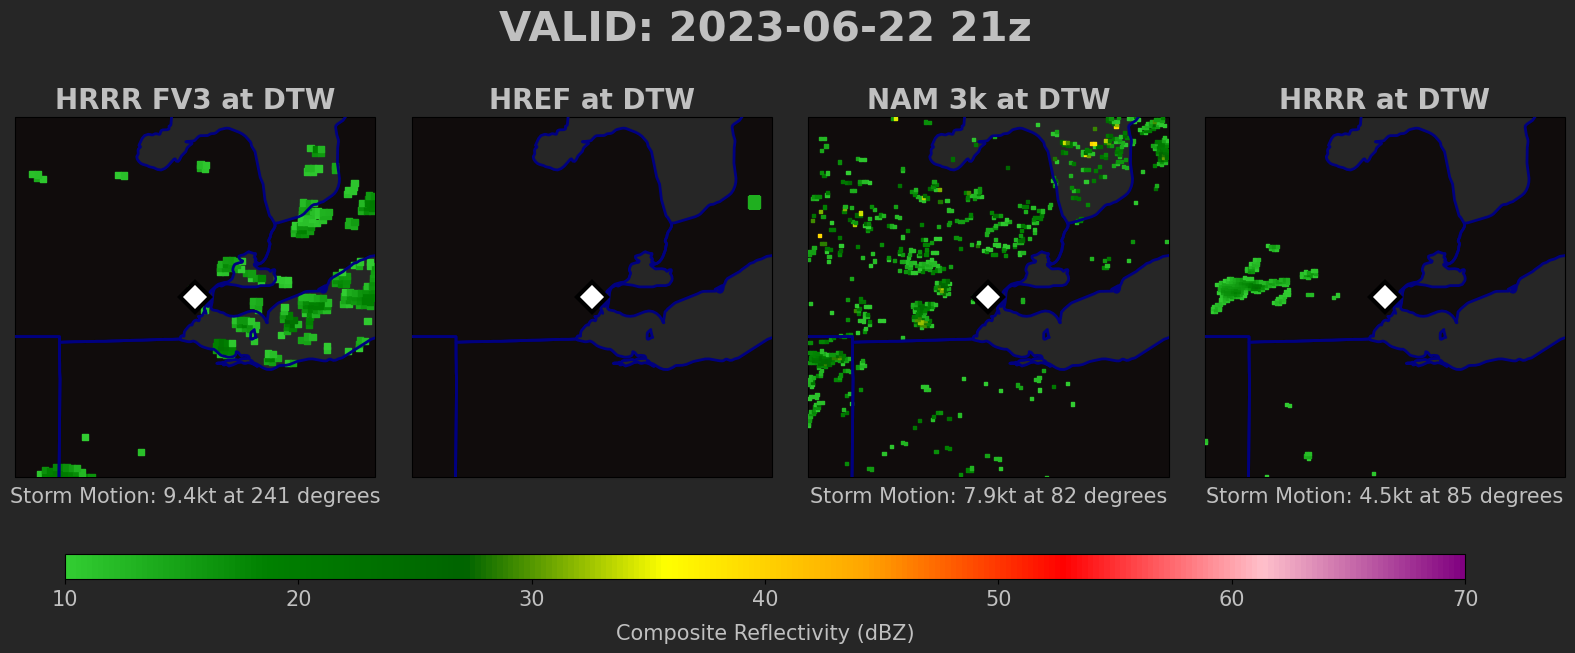 VALID: 2023-06-22 21z
HRRR FV3 at DTW
HREF at DTW
NAM 3k at DTW
HRRR at DTW
Storm Motion: 9.4kt at 241 degrees
Storm Motion: 7.9kt at 82 degrees
Storm Motion: 4.5kt at 85 degrees
10 20 30 40 50 60 70
Composite Reflectivity (dBZ)